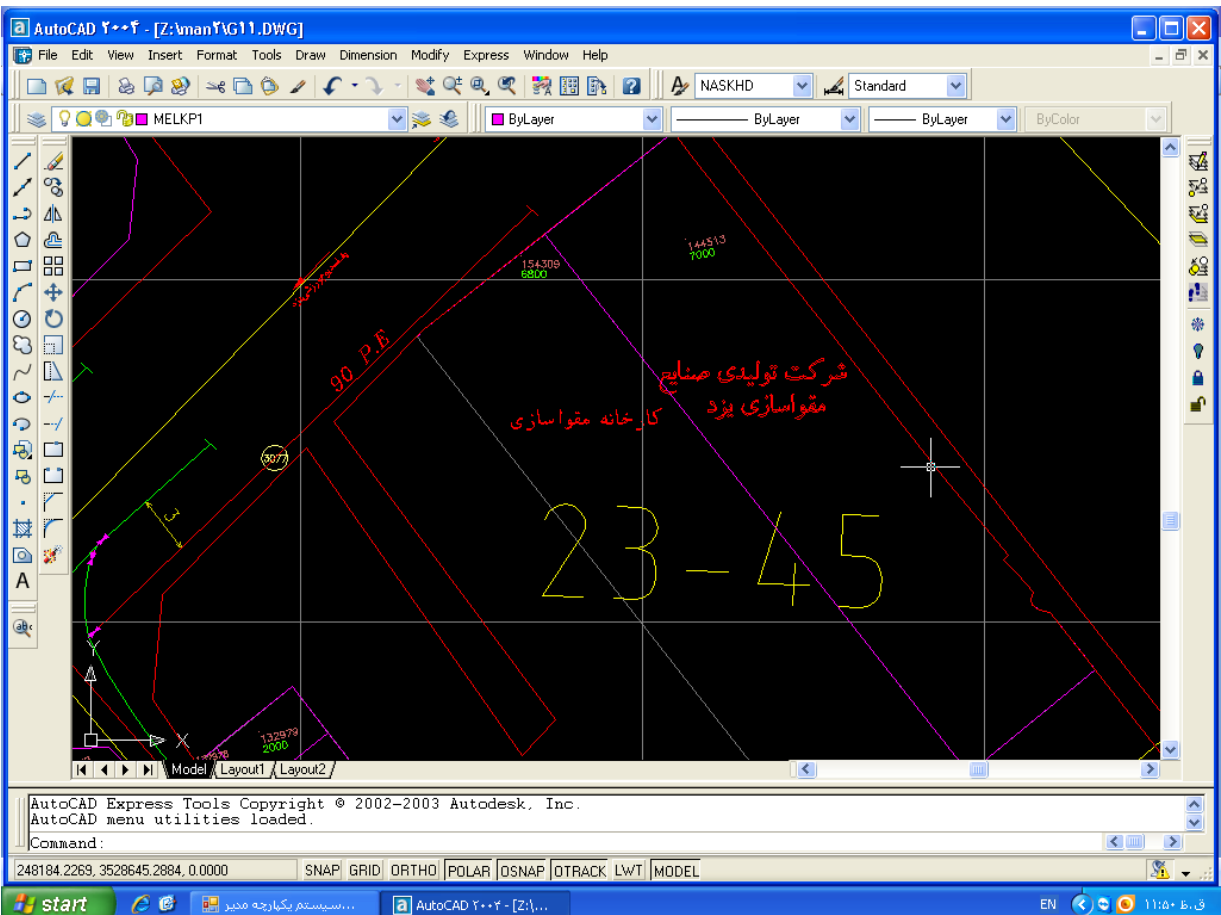 AutoCAD ۲۰۰۴ - [Z:\man۲\G۱۱.DWG]
File Edit View Insert Format Tools Draw Dimension Modify Express Window Help
NASKHD Standard
MELKP1 ByLayer ByLayer ByLayer ByColor
144513
7000
154309
6800
90 P.E
شرکت تولیدی صنایع
مقواسازی یزد
کارخانه مقواسازی
3077
3
23-45
132979
2000
Y
X
Model Layout1 Layout2
AutoCAD Express Tools Copyright © 2002-2003 Autodesk, Inc.
AutoCAD menu utilities loaded.
Command:
248184.2269, 3528645.2884, 0.0000 SNAP GRID ORTHO POLAR OSNAP OTRACK LWT MODEL
start سیستم یکپارچه مدیر... AutoCAD ۲۰۰۴ - [Z:\... EN ۱۱:۵۰ ق.ظ